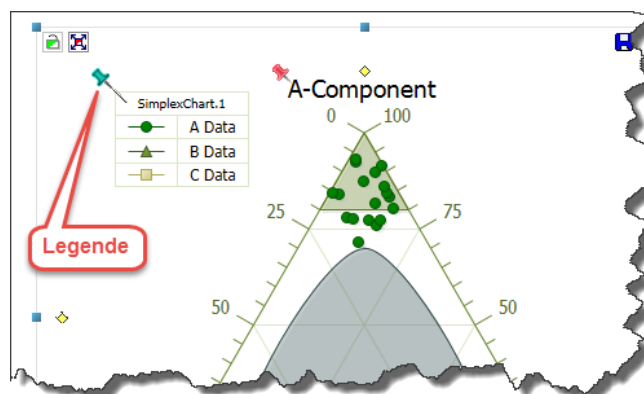 A-Component
SimplexChart.1
A Data
B Data
C Data
0
100
25
75
Legende
50
50